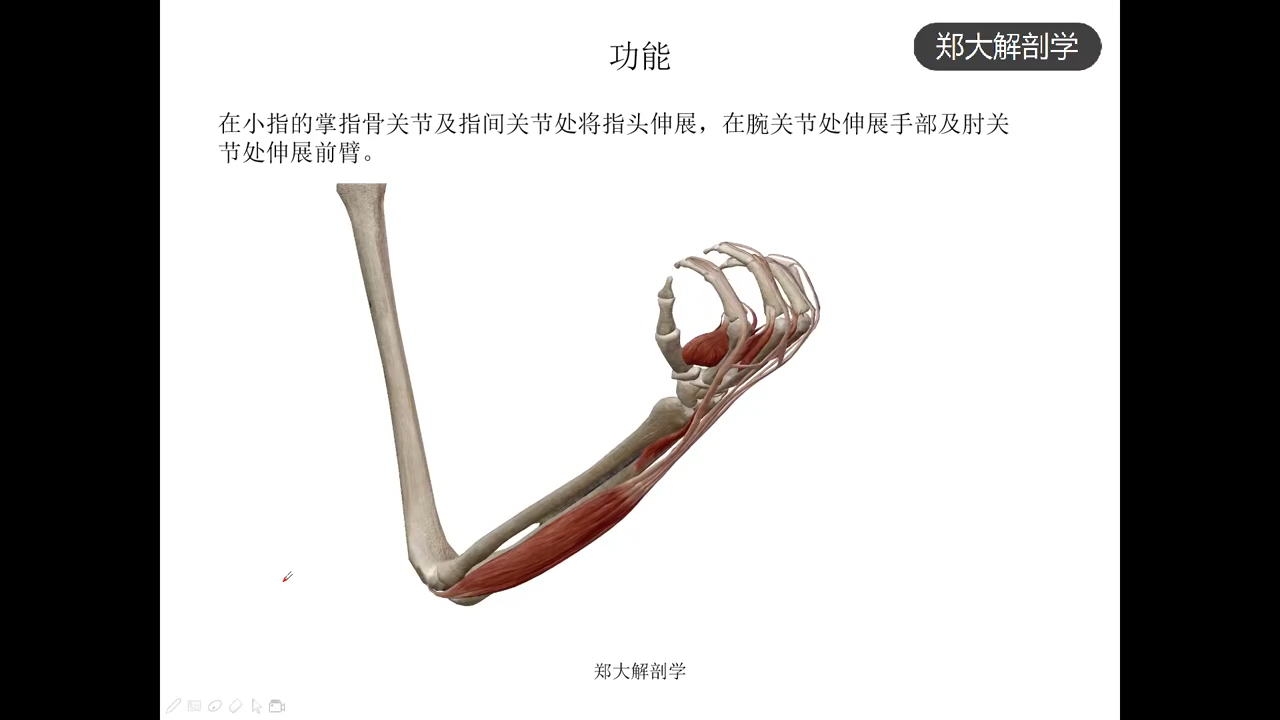 功能
郑大解剖学
在小指的掌指骨关节及指间关节处将指头伸展，在腕关节处伸展手部及肘关
节处伸展前臂。
郑大解剖学